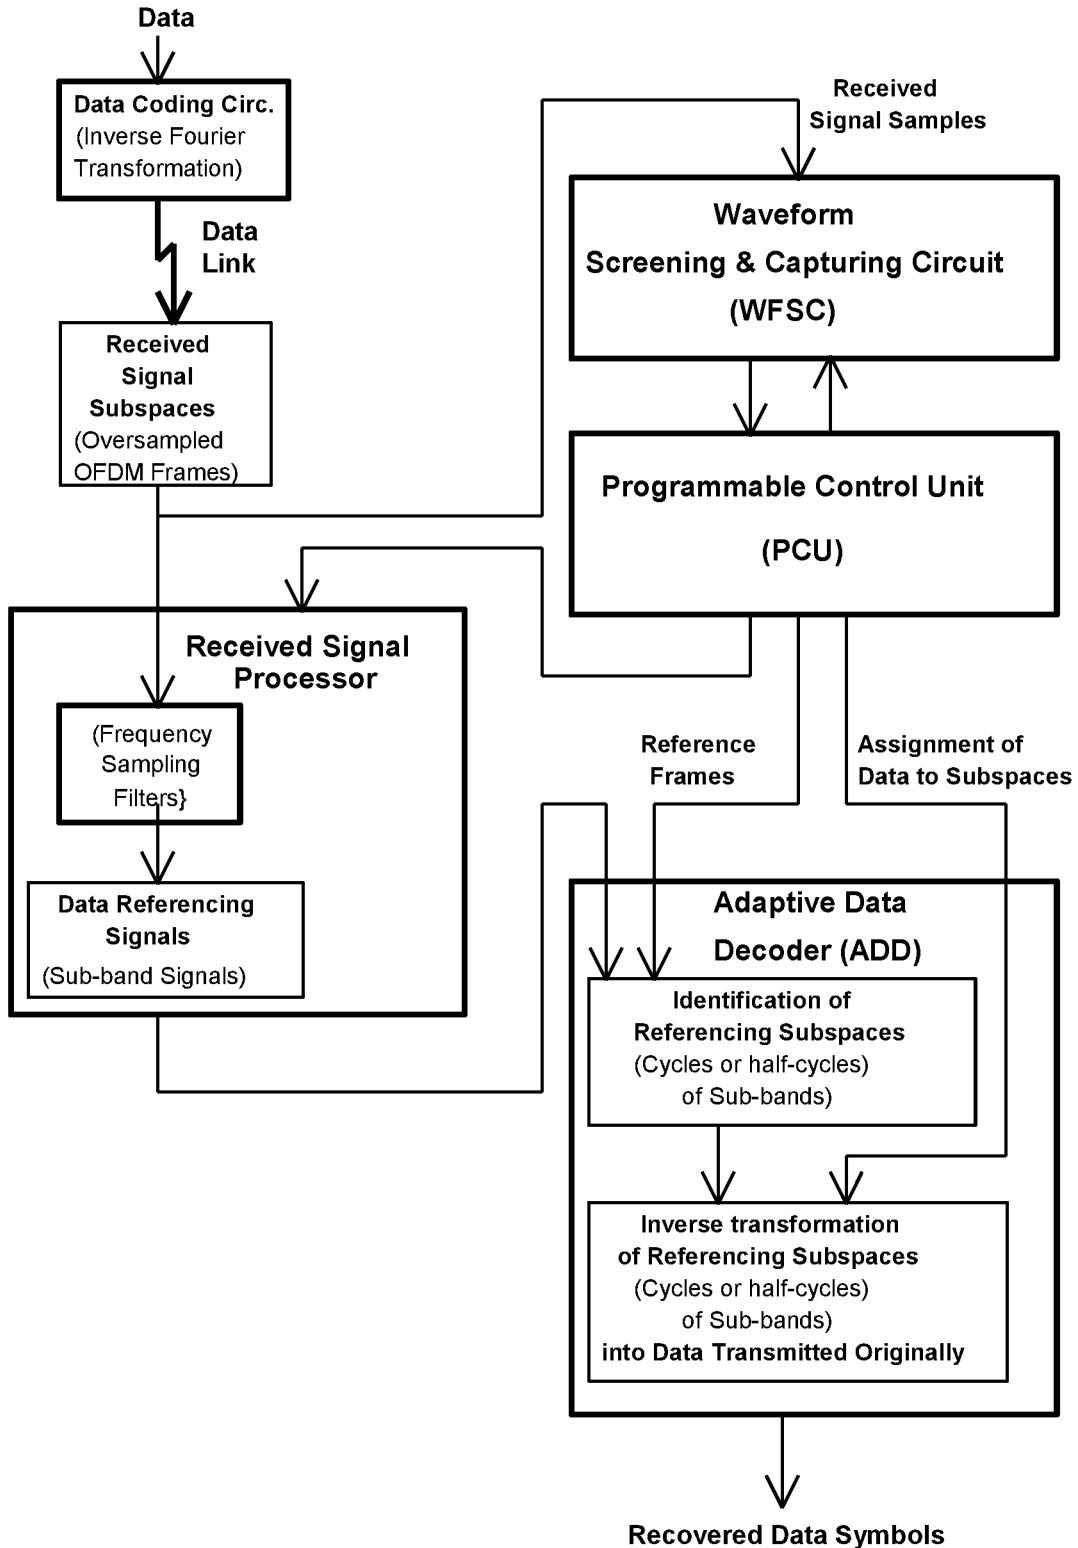 Data
Data Coding Circ.
(Inverse Fourier
Transformation)
Data
Link
Received
Signal
Subspaces
(Oversampled
OFDM Frames)
Received
Signal Samples
Waveform
Screening & Capturing Circuit
(WFSC)
Programmable Control Unit
(PCU)
Received Signal
Processor
(Frequency
Sampling
Filters}
Data Referencing
Signals
(Sub-band Signals)
Reference
Frames
Assignment of
Data to Subspaces
Adaptive Data
Decoder (ADD)
Identification of
Referencing Subspaces
(Cycles or half-cycles)
of Sub-bands)
Inverse transformation
of Referencing Subspaces
(Cycles or half-cycles)
of Sub-bands)
into Data Transmitted Originally
Recovered Data Symbols